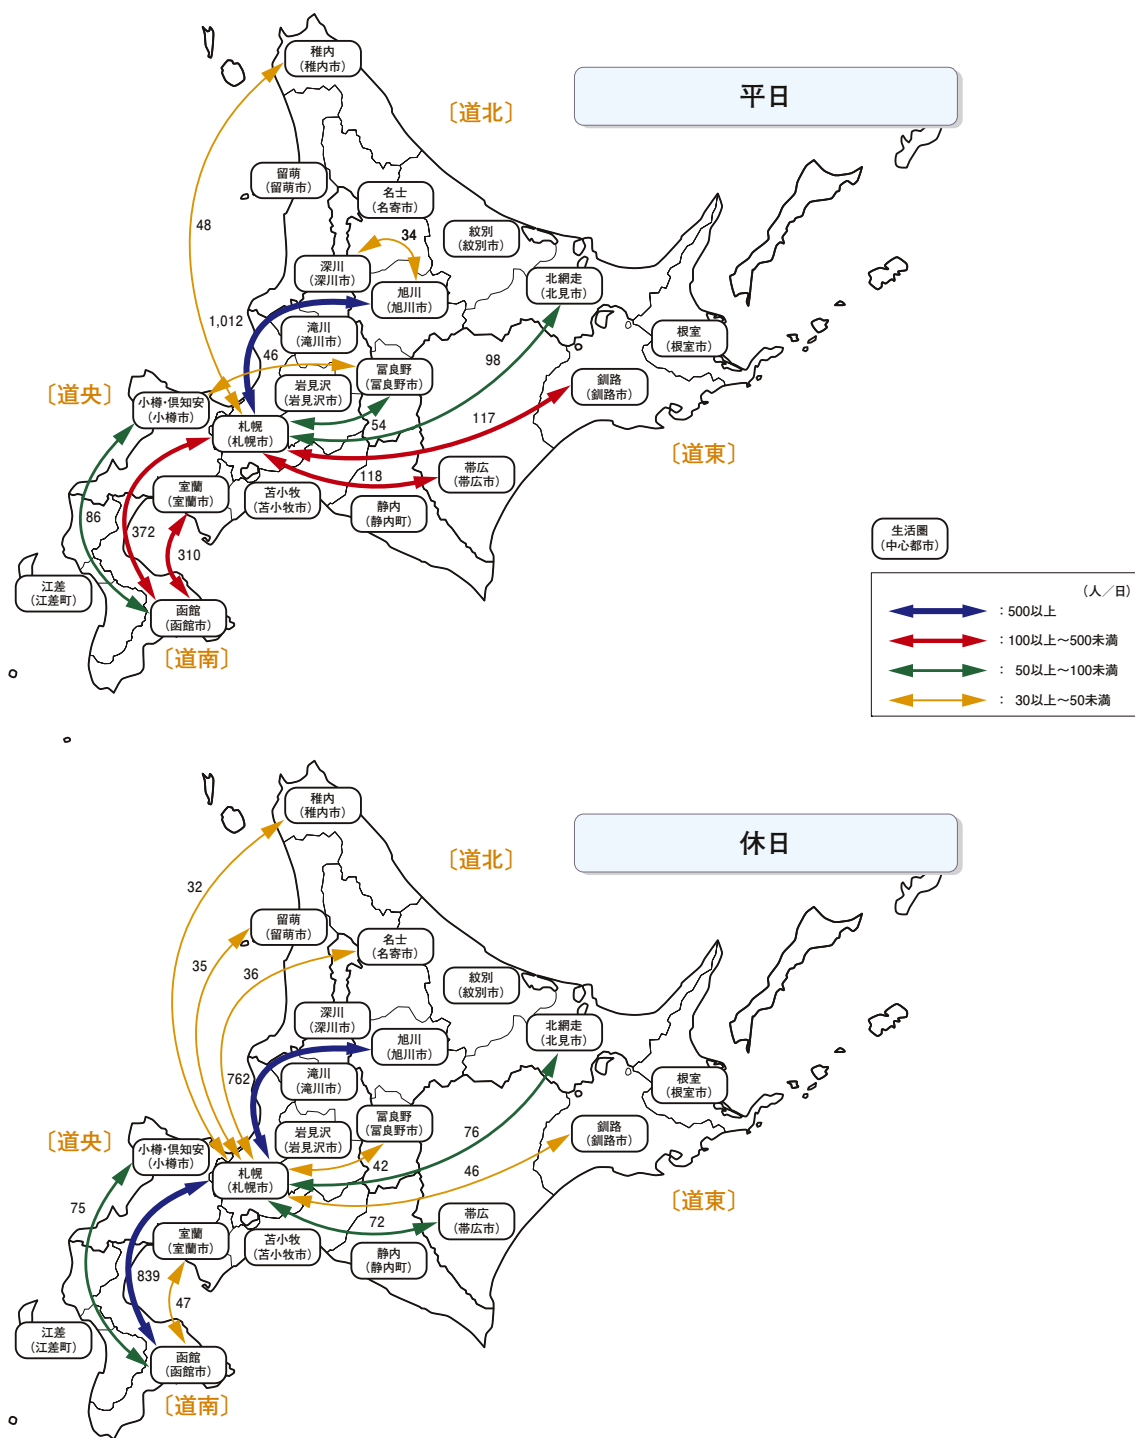 平日
〔道北〕
稚内
(稚内市)
留萌
(留萌市)
名士
(名寄市)
紋別
(紋別市)
48
34
深川
(深川市)
旭川
(旭川市)
北網走
(北見市)
1,012
滝川
(滝川市)
根室
(根室市)
46
98
富良野
(富良野市)
〔道央〕
岩見沢
(岩見沢市)
釧路
(釧路市)
小樽・倶知安
(小樽市)
札幌
(札幌市)
54
117
〔道東〕
118
帯広
(帯広市)
室蘭
(室蘭市)
苫小牧
(苫小牧市)
静内
(静内町)
86
372
310
江差
(江差町)
函館
(函館市)
〔道南〕
生活圏
(中心都市)
(人／日)
：500以上
：100以上〜500未満
： 50以上〜100未満
： 30以上〜50未満
休日
〔道北〕
稚内
(稚内市)
32
留萌
(留萌市)
名士
(名寄市)
35
36
紋別
(紋別市)
深川
(深川市)
旭川
(旭川市)
北網走
(北見市)
762
滝川
(滝川市)
根室
(根室市)
富良野
(富良野市)
〔道央〕
岩見沢
(岩見沢市)
76
釧路
(釧路市)
小樽・倶知安
(小樽市)
札幌
(札幌市)
42
46
〔道東〕
75
72
帯広
(帯広市)
室蘭
(室蘭市)
苫小牧
(苫小牧市)
静内
(静内町)
839
47
江差
(江差町)
函館
(函館市)
〔道南〕